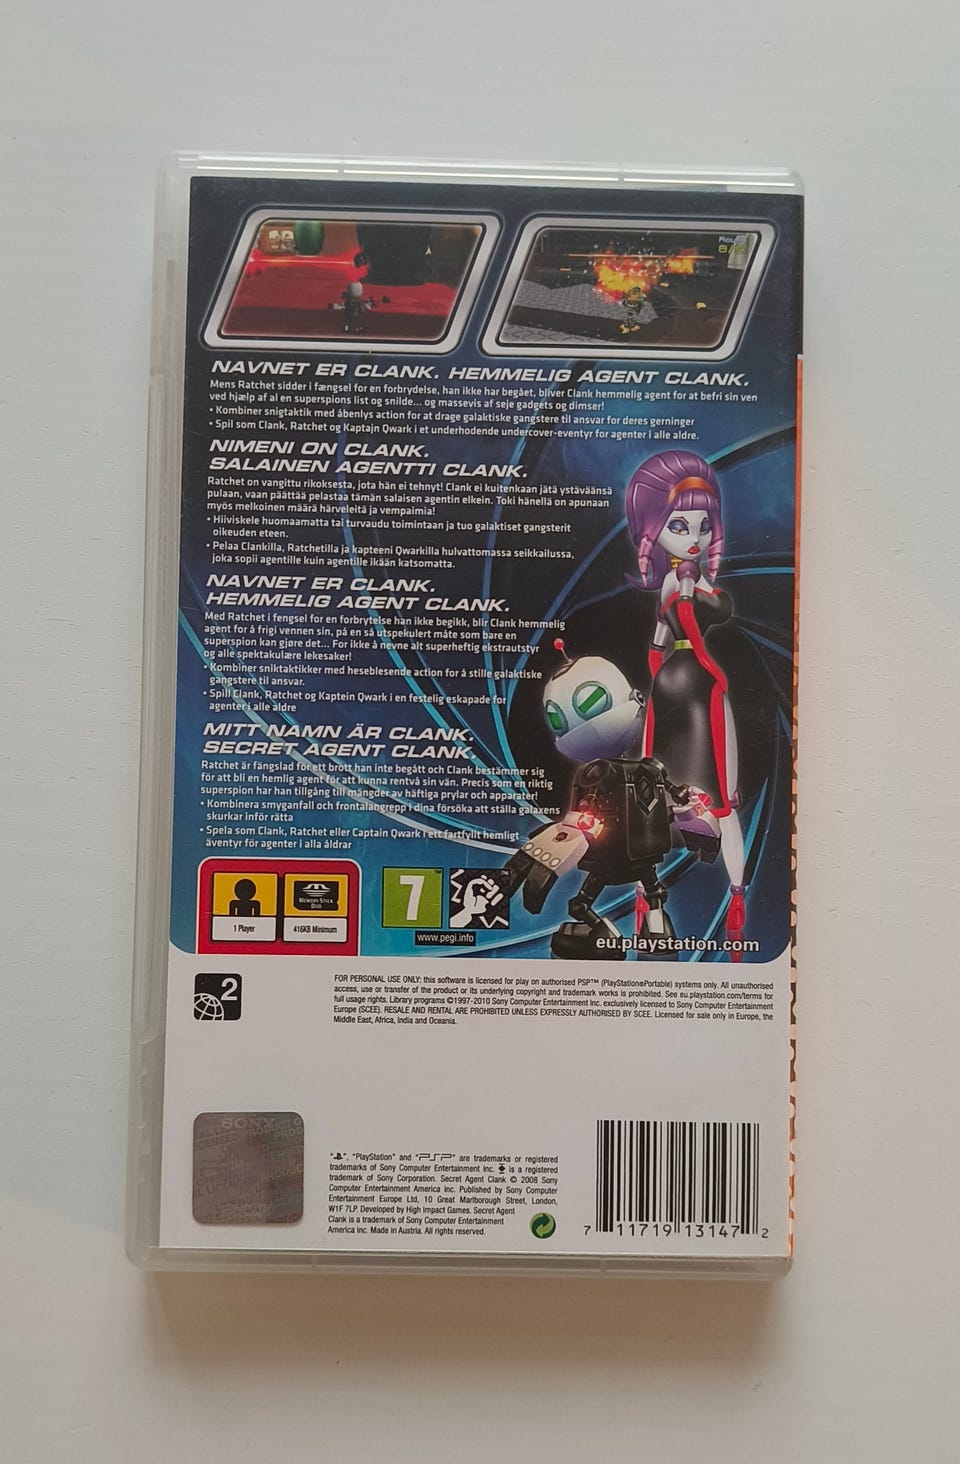 Round
6/
NAVNET ER CLANK. HEMMELIG AGENT CLANK.
Mens Ratchet sidder i fængsel for en forbrydelse, han ikke har begået, bliver Clank hemmelig agent for at befri sin ven
ved hjælp af al en superspions list og snilde... og massevis af seje gadgets og dimser!
• Kombiner snigtaktik med åbenlys action for at drage galaktiske gangstere til ansvar for deres gerninger
• Spil som Clank, Ratchet og Kaptajn Qwark i et underhodende undercover-eventyr for agenter i alle aldre.
NIMENI ON CLANK.
SALAINEN AGENTTI CLANK.
Ratchet on vangittu rikoksesta, jota hän ei tehnyt! Clank ei kuitenkaan jätä ystäväänsä
pulaan, vaan päättää pelastaa tämän salaisen agentin elkein. Toki hänellä on apunaan
myös melkoinen määrä härveleitä ja vempaimia!
• Hiiviskele huomaamatta tai turvaudu toimintaan ja tuo galaktiset gangsterit
oikeuden eteen.
• Pelaa Clankilla, Ratchetilla ja kapteeni Qwarkilla hulvattomassa seikkailussa,
joka sopii agentille kuin agentille ikään katsomatta.
NAVNET ER CLANK.
HEMMELIG AGENT CLANK.
Med Ratchet i fengsel for en forbrytelse han ikke begikk, blir Clank hemmelig
agent for å frigi vennen sin, på en så utspekulert måte som bare en
superspion kan gjøre det... For ikke å nevne alt superheftig ekstrautstyr
og alle spektakulære lekesaker!
• Kombiner sniktaktikker med heseblesende action for å stille galaktiske
gangstere til ansvar.
• Spill Clank, Ratchet og Kaptein Qwark i en festelig eskapade for
agenter i alle aldre
MITT NAMN ÄR CLANK.
SECRET AGENT CLANK.
Ratchet är fängslad för ett brott han inte begått och Clank bestämmer sig
för att bli en hemlig agent för att kunna rentvå sin vän. Precis som en riktig
superspion har han tillgång till mängder av häftiga prylar och apparater!
• Kombinera smyganfall och frontalangrepp i dina försöka att ställa galaxens
skurkar inför rätta
• Spela som Clank, Ratchet eller Captain Qwark i ett fartfyllt hemligt
äventyr för agenter i alla åldrar
MEMORY STICK
DUO
1 Player
416KB Minimum
7
www.pegi.info
eu.playstation.com
2
FOR PERSONAL USE ONLY: this software is licensed for play on authorised PSP™ (PlayStation®Portable) systems only. All unauthorised
access, use or transfer of the product or its underlying copyright and trademark works is prohibited. See eu.playstation.com/terms for
full usage rights. Library programs ©1997-2010 Sony Computer Entertainment Inc. exclusively licensed to Sony Computer Entertainment
Europe (SCEE). RESALE AND RENTAL ARE PROHIBITED UNLESS EXPRESSLY AUTHORISED BY SCEE. Licensed for sale only in Europe, the
Middle East, Africa, India and Oceania.
SONY
"", "PlayStation" and "PSP" are trademarks or registered
trademarks of Sony Computer Entertainment Inc. is a registered
trademark of Sony Corporation. Secret Agent Clank © 2008 Sony
Computer Entertainment America Inc. Published by Sony Computer
Entertainment Europe Ltd, 10 Great Marlborough Street, London,
W1F 7LP. Developed by High Impact Games. Secret Agent
Clank is a trademark of Sony Computer Entertainment
America Inc. Made in Austria. All rights reserved.
7 11719 13147 2